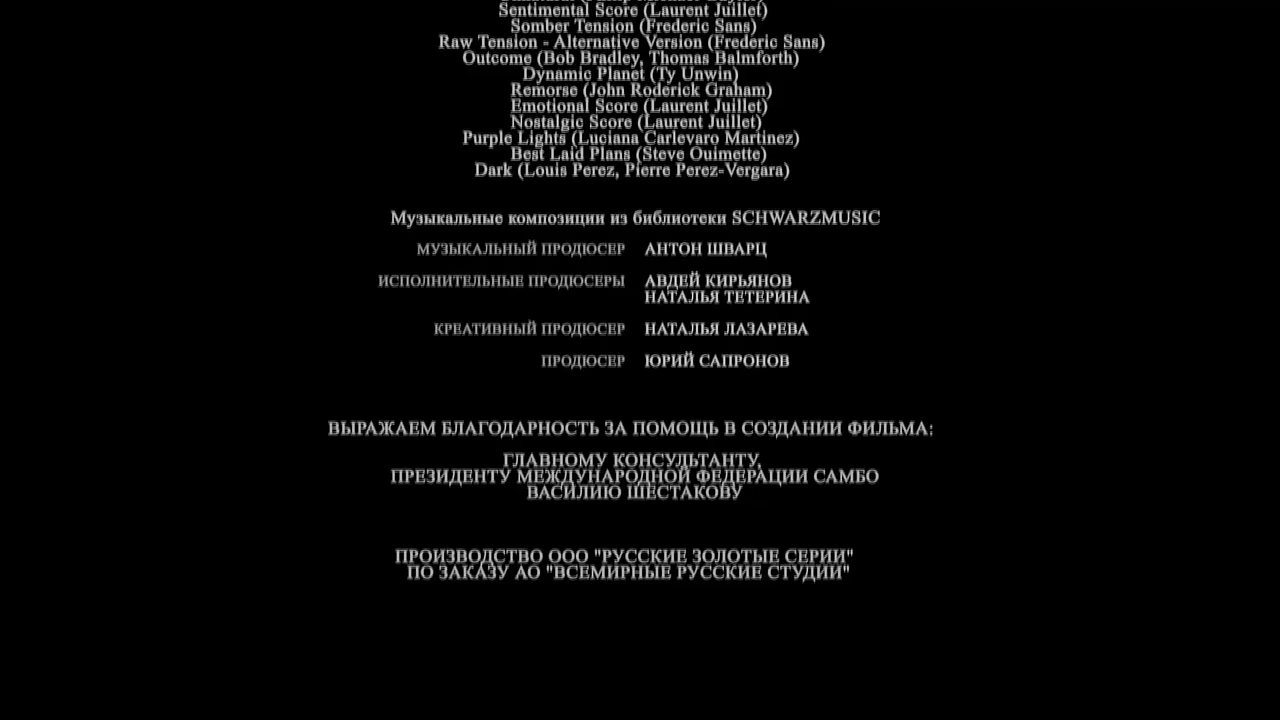 Sentimental Score (Laurent Juillet)
Somber Tension (Frederic Sans)
Raw Tension - Alternative Version (Frederic Sans)
Outcome (Bob Bradley, Thomas Balmforth)
Dynamic Planet (Ty Unwin)
Remorse (John Roderick Graham)
Emotional Score (Laurent Juillet)
Nostalgic Score (Laurent Juillet)
Purple Lights (Luciana Carlevaro Martinez)
Best Laid Plans (Steve Ouimette)
Dark (Louis Perez, Pierre Perez-Vergara)
Музыкальные композиции из библиотеки SCHWARZMUSIC
МУЗЫКАЛЬНЫЙ ПРОДЮСЕР АНТОН ШВАРЦ
ИСПОЛНИТЕЛЬНЫЕ ПРОДЮСЕРЫ АВДЕЙ КИРЬЯНОВ
НАТАЛЬЯ ТЕТЕРИНА
КРЕАТИВНЫЙ ПРОДЮСЕР НАТАЛЬЯ ЛАЗАРЕВА
ПРОДЮСЕР ЮРИЙ САПРОНОВ
ВЫРАЖАЕМ БЛАГОДАРНОСТЬ ЗА ПОМОЩЬ В СОЗДАНИИ ФИЛЬМА:
ГЛАВНОМУ КОНСУЛЬТАНТУ,
ПРЕЗИДЕНТУ МЕЖДУНАРОДНОЙ ФЕДЕРАЦИИ САМБО
ВАСИЛИЮ ШЕСТАКОВУ
ПРОИЗВОДСТВО ООО "РУССКИЕ ЗОЛОТЫЕ СЕРИИ"
ПО ЗАКАЗУ АО "ВСЕМИРНЫЕ РУССКИЕ СТУДИИ"